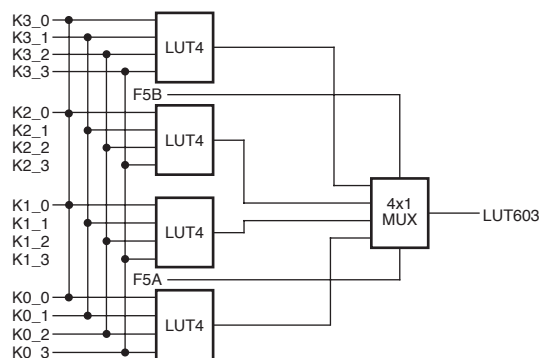 K3_0
K3_1
K3_2
K3_3
LUT4
F5B
K2_0
K2_1
K2_2
K2_3
LUT4
K1_0
K1_1
K1_2
K1_3
LUT4
4x1
MUX
LUT603
F5A
K0_0
K0_1
K0_2
K0_3
LUT4